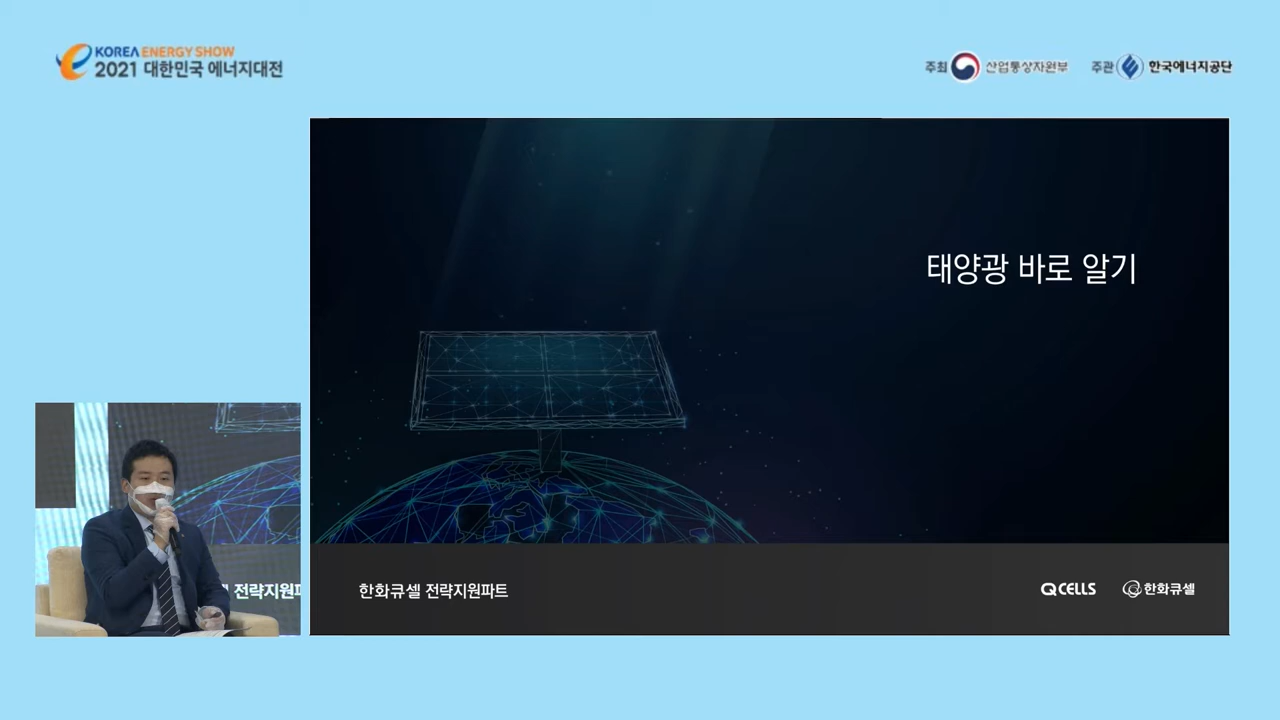 KOREA ENERGY SHOW
2021 대한민국 에너지대전
주최 산업통상자원부 주관 한국에너지공단
태양광 바로 알기
전략지원파
한화큐셀 전략지원파트
Q CELLS 한화큐셀